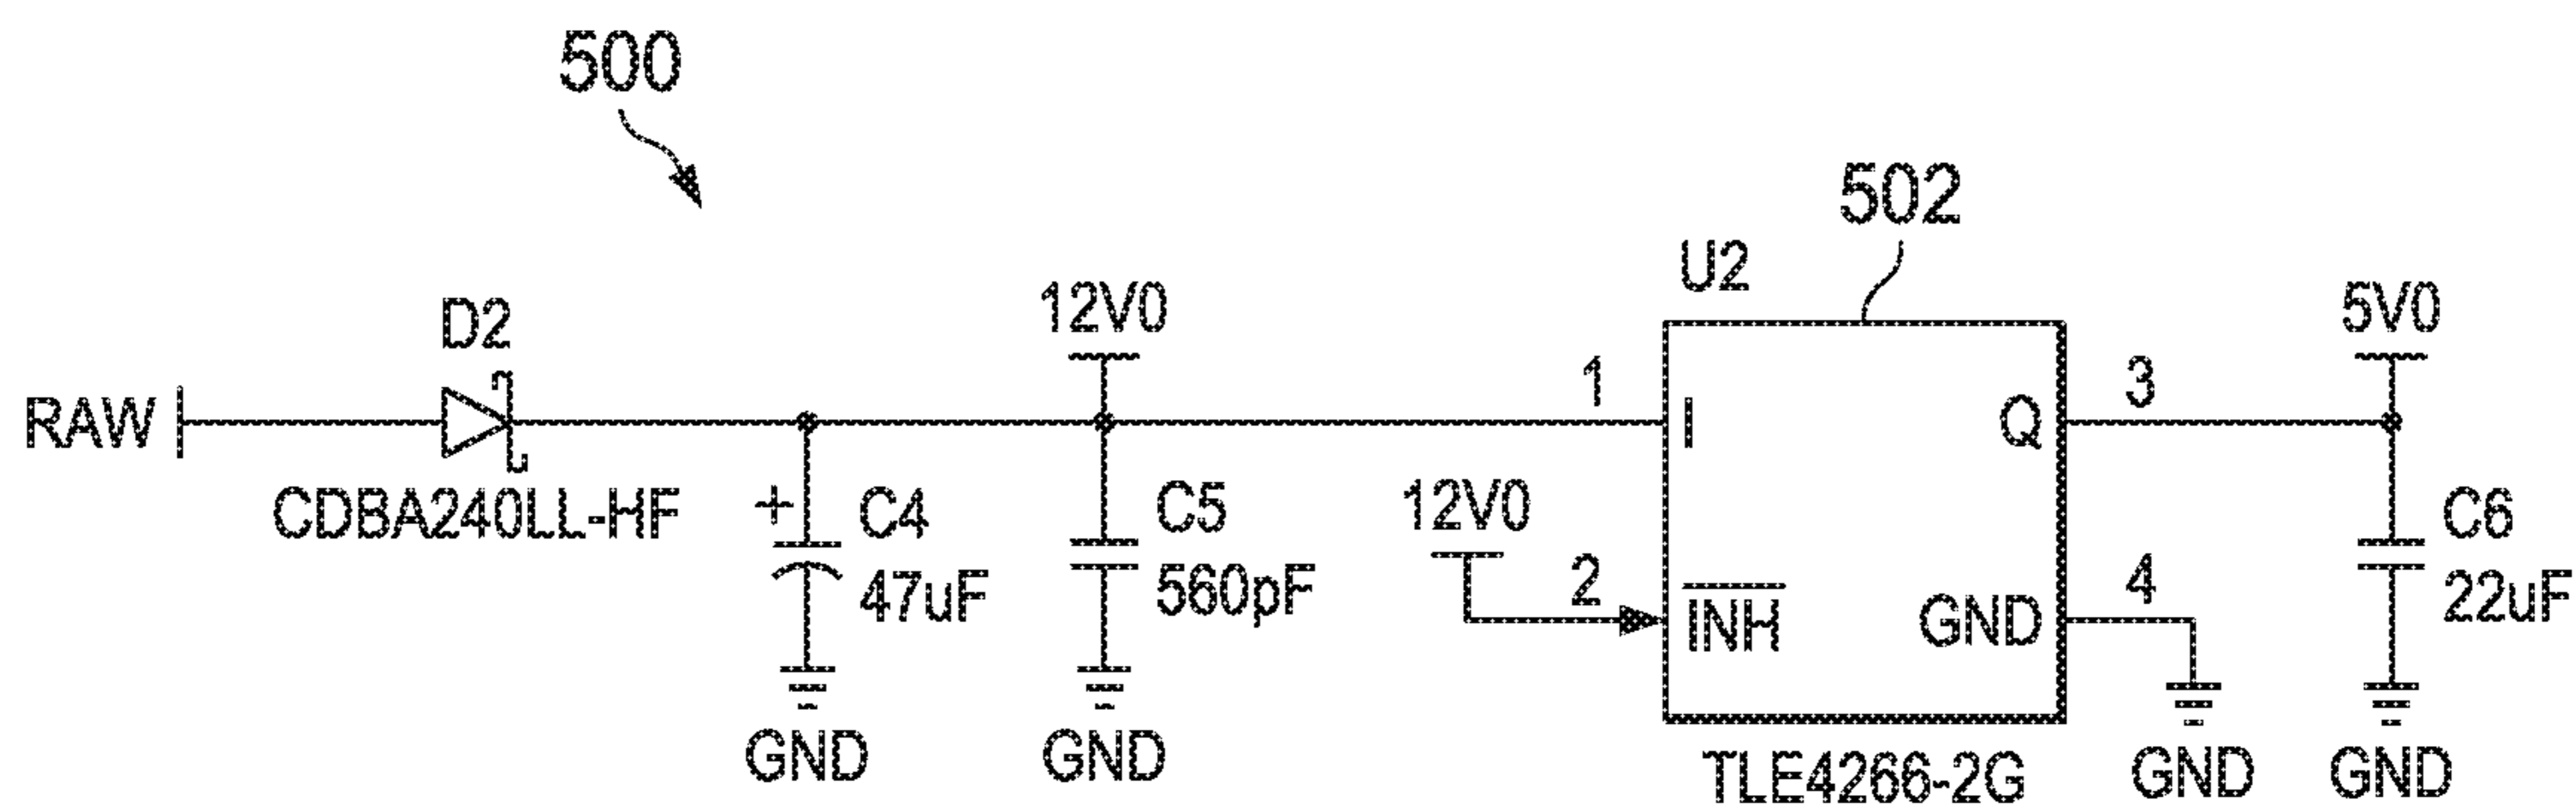 500
502
U2
D2
12V0
5V0
1
3
RAW
I
Q
CDBA240LL-HF
+
C4
47uF
C5
560pF
12V0
2
INH
GND
4
C6
22uF
GND
GND
TLE4266-2G
GND
GND